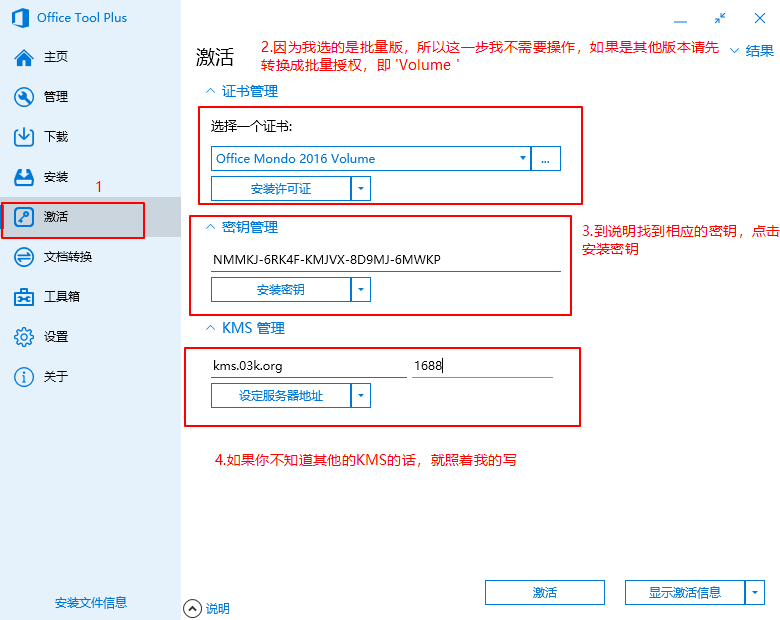 Office Tool Plus
主页
管理
下载
安装
1
激活
文档转换
工具箱
设置
关于
安装文件信息
激活
2.因为我选的是批量版，所以这一步我不需要操作，如果是其他版本请先
转换成批量授权，即 'Volume '
结果
证书管理
选择一个证书:
Office Mondo 2016 Volume
...
安装许可证
密钥管理
NMMKJ-6RK4F-KMJVX-8D9MJ-6MWKP
安装密钥
3.到说明找到相应的密钥，点击
安装密钥
KMS 管理
kms.03k.org
1688
设定服务器地址
4.如果你不知道其他的KMS的话，就照着我的写
激活
显示激活信息
说明